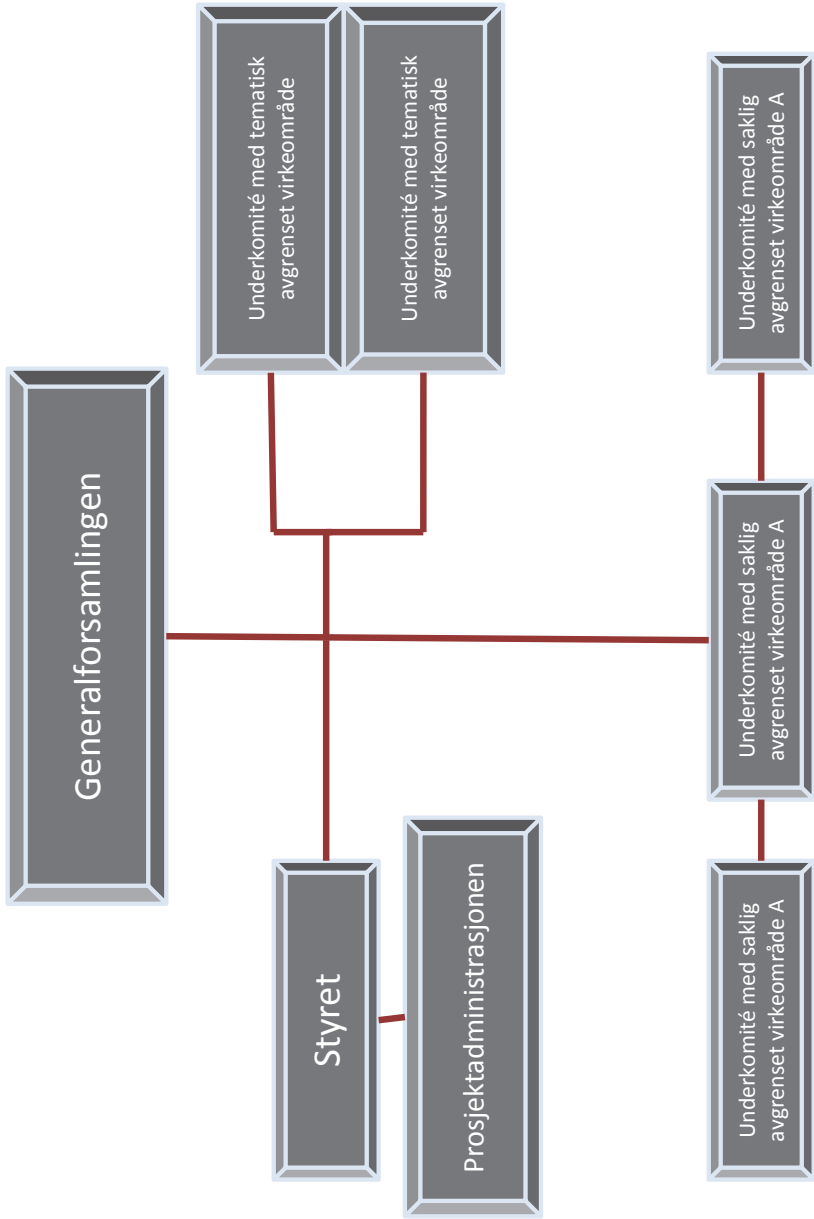 Generalforsamlingen
Styret
Prosjektadministrasjonen
Underkomité med tematisk
avgrenset virkeområde
Underkomité med tematisk
avgrenset virkeområde
Underkomité med saklig
avgrenset virkeområde A
Underkomité med saklig
avgrenset virkeområde A
Underkomité med saklig
avgrenset virkeområde A